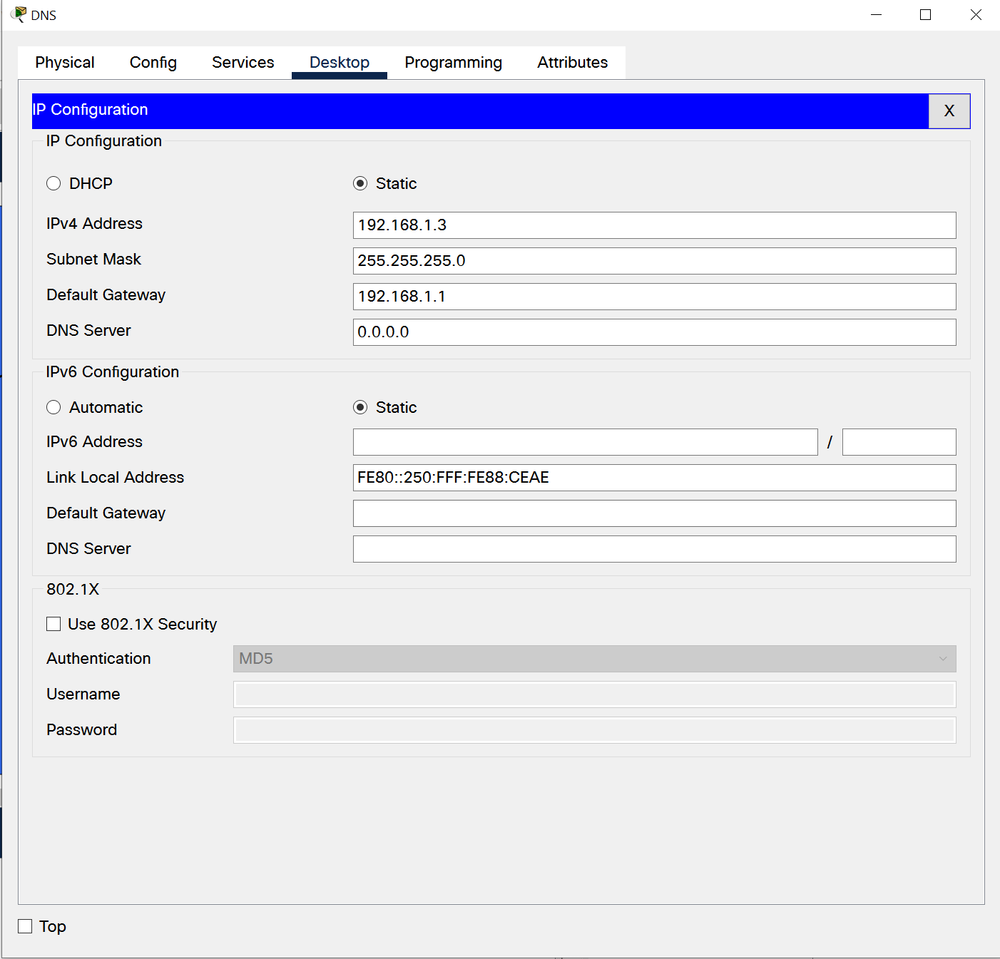 DNS
Physical Config Services Desktop Programming Attributes
IP Configuration X
IP Configuration
DHCP Static
IPv4 Address 192.168.1.3
Subnet Mask 255.255.255.0
Default Gateway 192.168.1.1
DNS Server 0.0.0.0
IPv6 Configuration
Automatic Static
IPv6 Address /
Link Local Address FE80::250:FFF:FE88:CEAE
Default Gateway
DNS Server
802.1X
Use 802.1X Security
Authentication MD5
Username
Password
Top